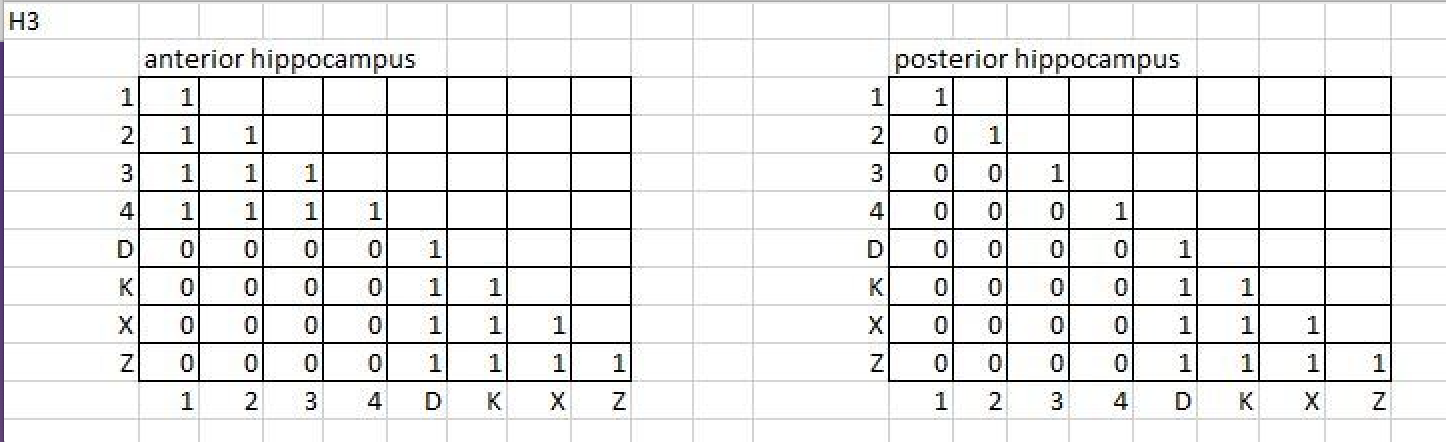 H3
anterior hippocampus posterior hippocampus
1 1 1 1
2 1 1 2 0 1
3 1 1 1 3 0 0 1
4 1 1 1 1 4 0 0 0 1
D 0 0 0 0 1 D 0 0 0 0 1
K 0 0 0 0 1 1 K 0 0 0 0 1 1
X 0 0 0 0 1 1 1 X 0 0 0 0 1 1 1
Z 0 0 0 0 1 1 1 1 Z 0 0 0 0 1 1 1 1
1 2 3 4 D K X Z 1 2 3 4 D K X Z